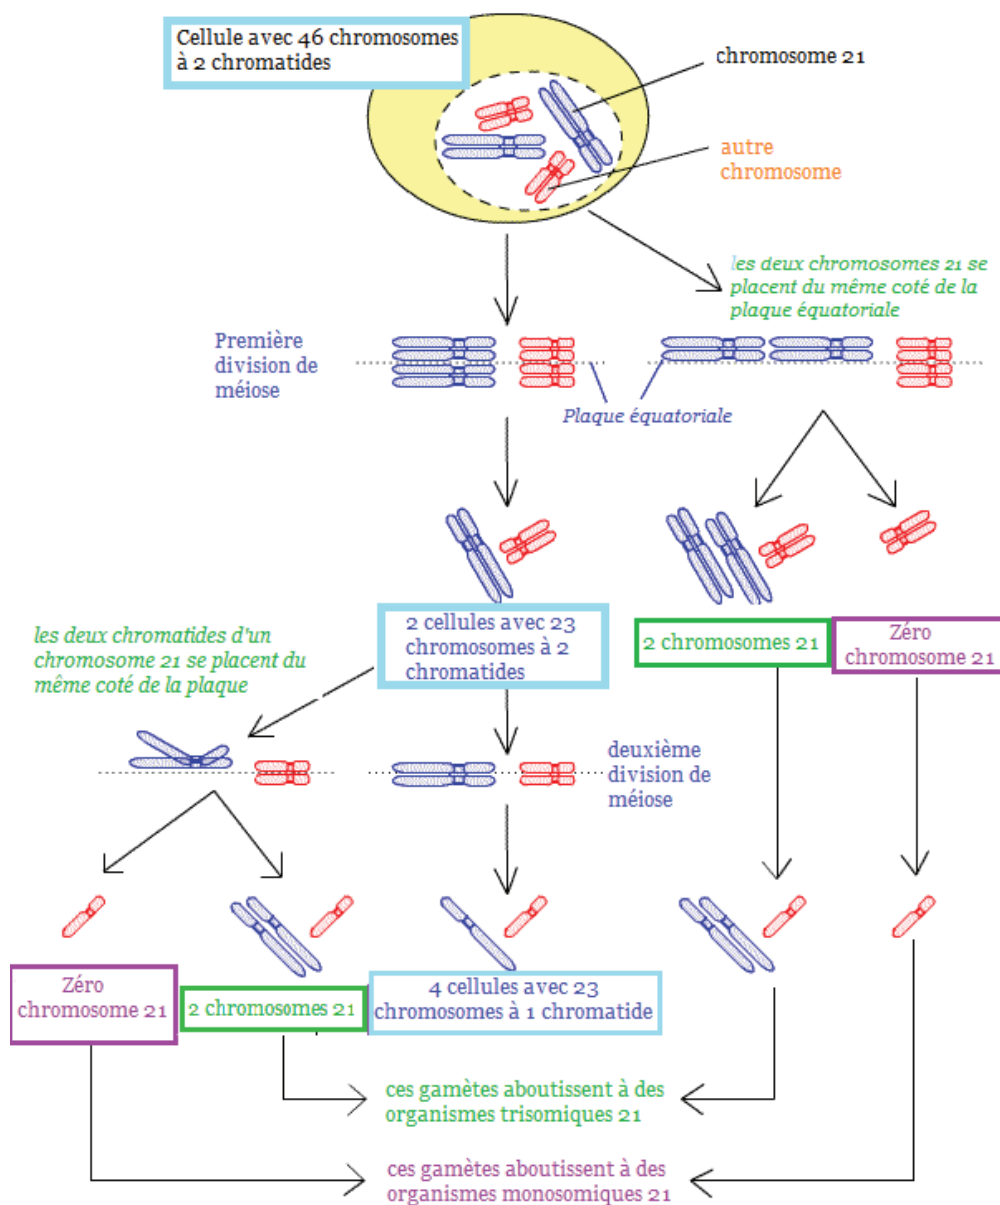 Cellule avec 46 chromosomes
à 2 chromatides
chromosome 21
autre
chromosome
les deux chromosomes 21 se
placent du même coté de la
plaque équatoriale
Première
division de
méiose
Plaque équatoriale
2 cellules avec 23
chromosomes à 2
chromatides
2 chromosomes 21
Zéro
chromosome 21
les deux chromatides d'un
chromosome 21 se placent du
même coté de la plaque
deuxième
division de
méiose
Zéro
chromosome 21
2 chromosomes 21
4 cellules avec 23
chromosomes à 1 chromatide
ces gamètes aboutissent à des
organismes trisomiques 21
ces gamètes aboutissent à des
organismes monosomiques 21